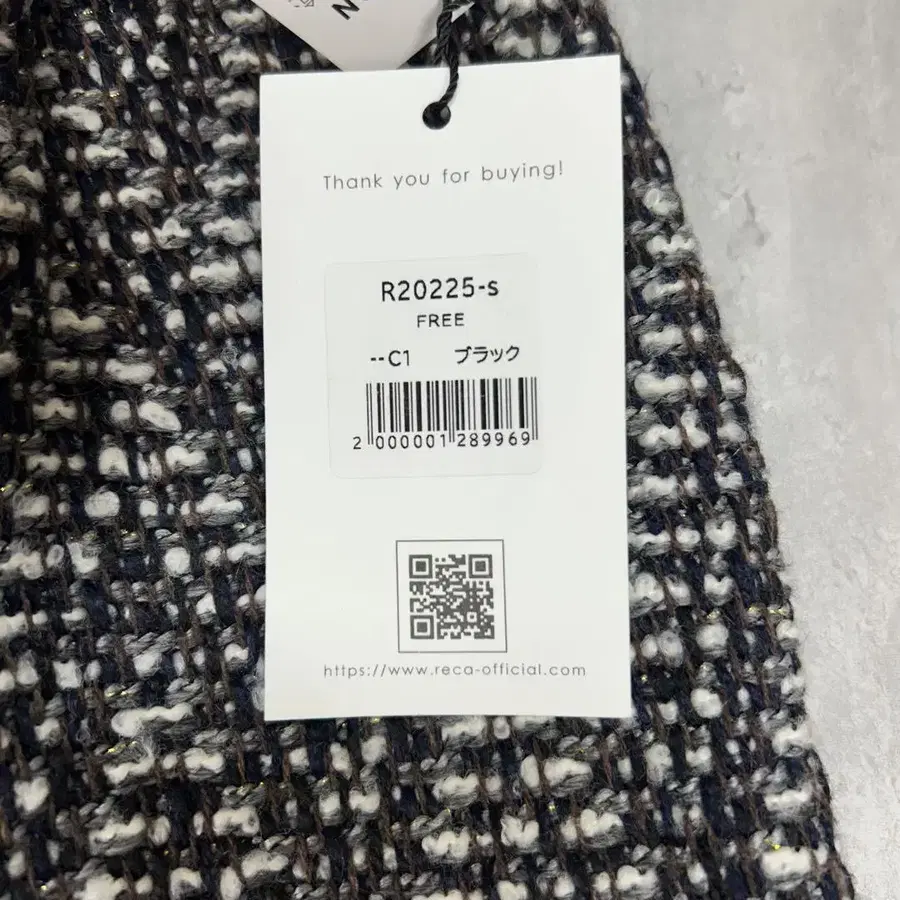 Thank you for buying!
R20225-s
FREE
--C1 ブラック
2 000001 289969
https://www.reca-official.com